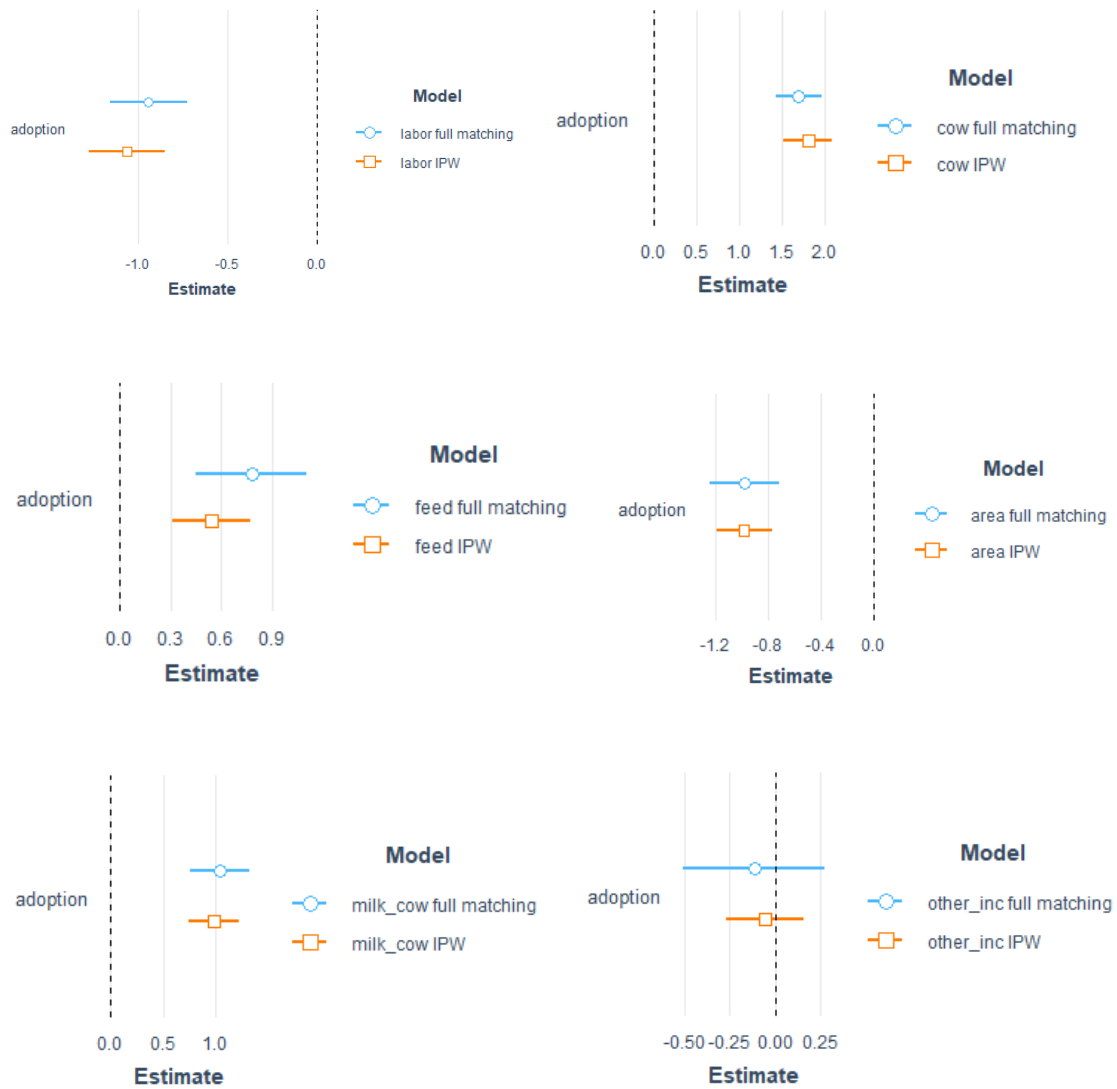 Model
adoption
labor full matching
labor IPW
-1.0 -0.5 0.0
Estimate
Model
adoption
cow full matching
cow IPW
0.0 0.5 1.0 1.5 2.0
Estimate
Model
adoption
feed full matching
feed IPW
0.0 0.3 0.6 0.9
Estimate
Model
adoption
area full matching
area IPW
-1.2 -0.8 -0.4 0.0
Estimate
Model
adoption
milk_cow full matching
milk_cow IPW
0.0 0.5 1.0
Estimate
Model
adoption
other_inc full matching
other_inc IPW
-0.50 -0.25 0.00 0.25
Estimate